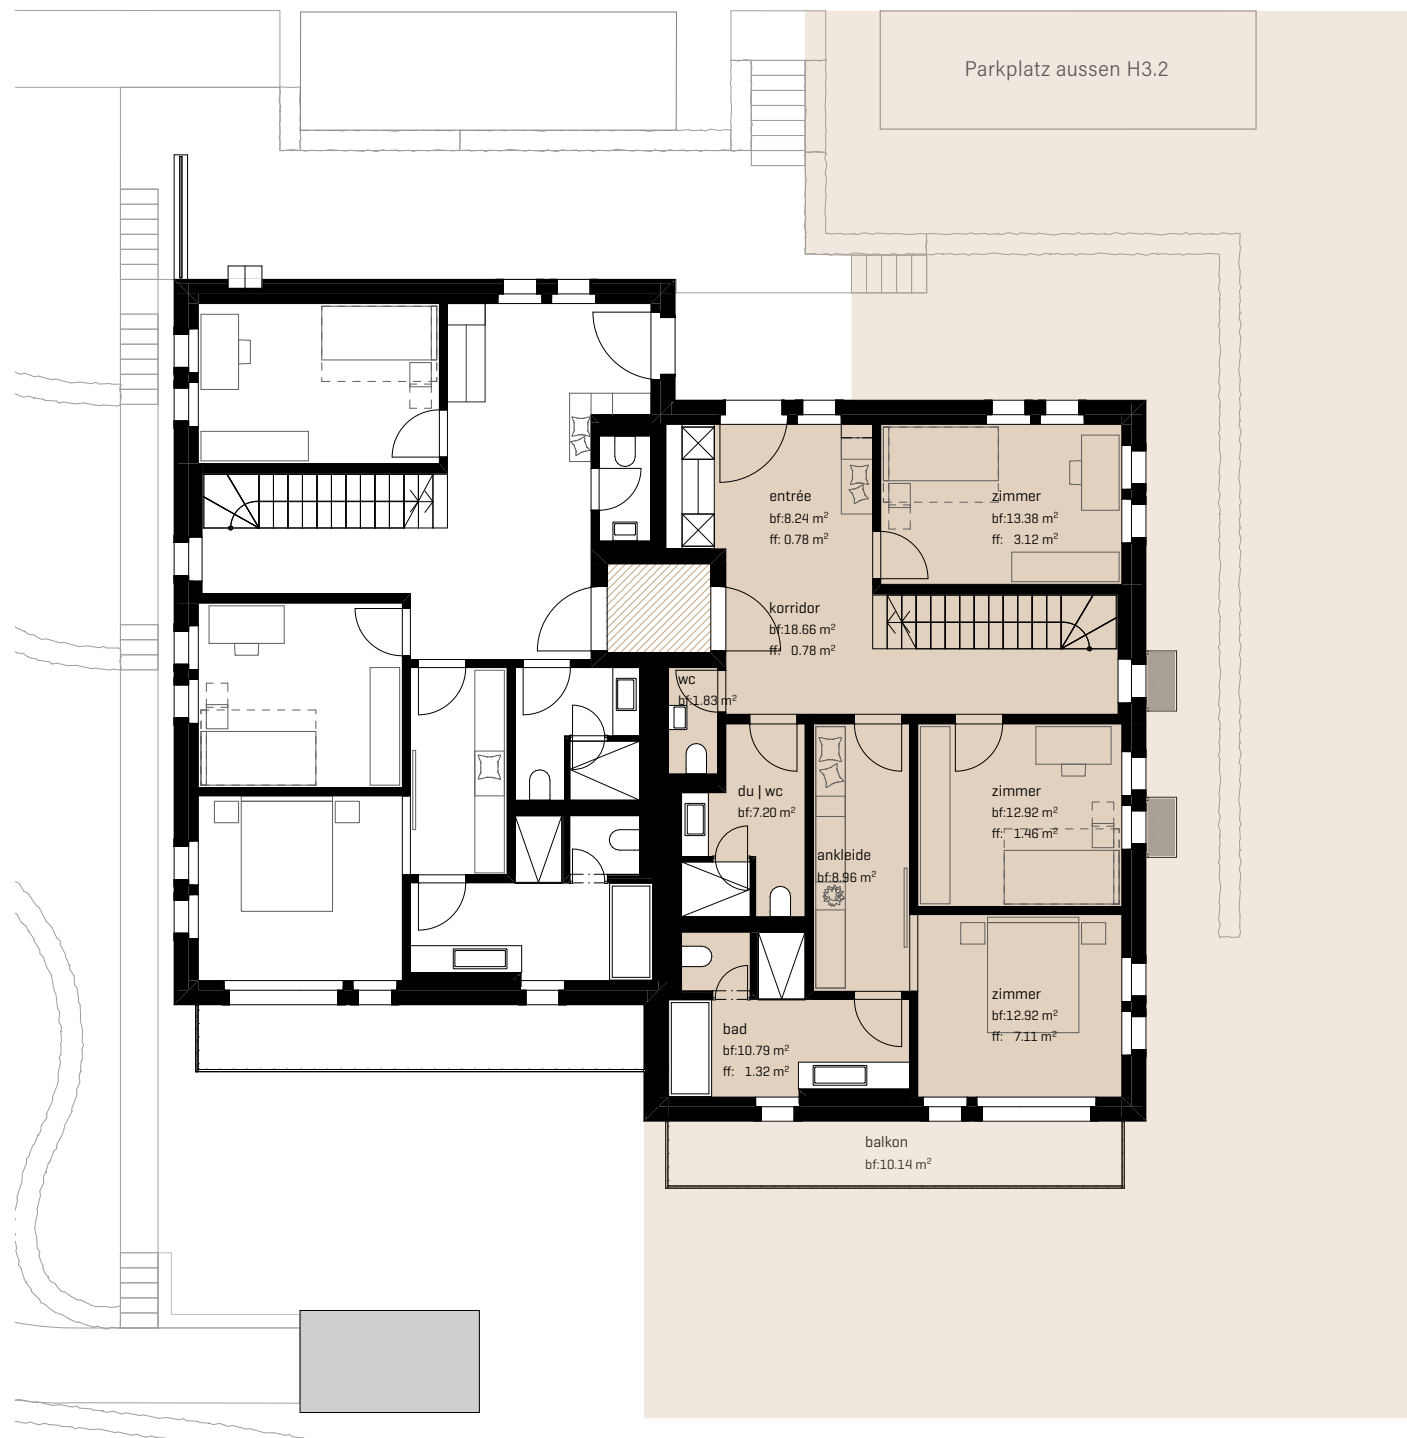 Parkplatz aussen H3.2
entrée
bf:8.24 m²
ff: 0.78 m²
zimmer
bf:13.38 m²
ff: 3.12 m²
korridor
bf:18.66 m²
ff: 0.78 m²
wc
bf:1.83 m²
du | wc
bf:7.20 m²
zimmer
bf:12.92 m²
ff: 1.46 m²
ankleide
bf:8.96 m²
zimmer
bf:12.92 m²
ff: 7.11 m²
bad
bf:10.79 m²
ff: 1.32 m²
balkon
bf:10.14 m²